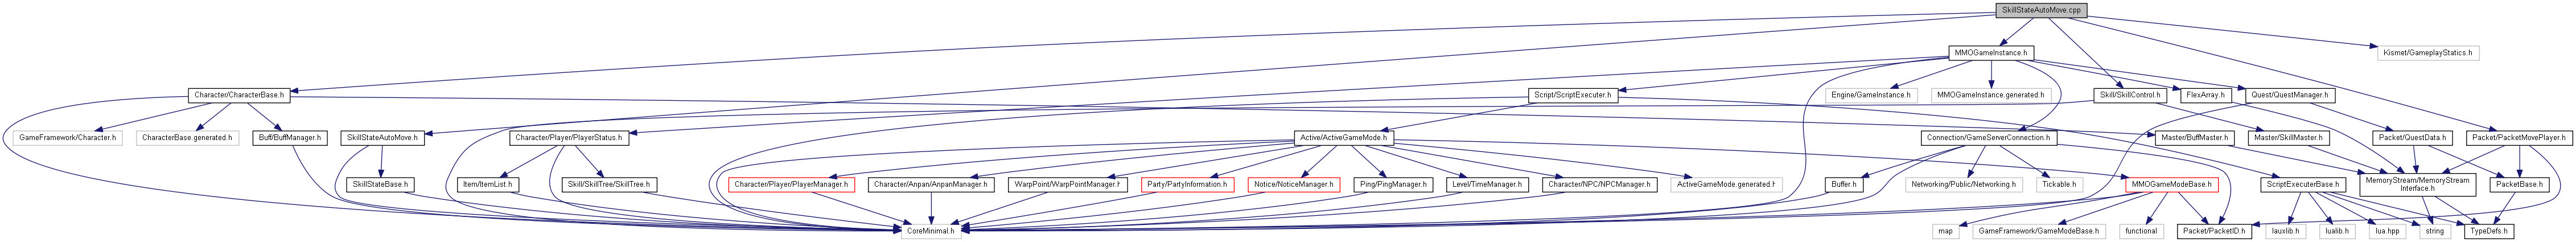 SkillStateAutoMove.cpp
MMOGameInstance.h
Kismet/GameplayStatics.h
Character/CharacterBase.h
Script/ScriptExecuter.h
Engine/GameInstance.h
MMOGameInstance.generated.h
Skill/SkillControl.h
FlexArray.h
Quest/QuestManager.h
GameFramework/Character.h
CharacterBase.generated.h
Buff/BuffManager.h
SkillStateAutoMove.h
Character/Player/PlayerStatus.h
Active/ActiveGameMode.h
Connection/GameServerConnection.h
Master/BuffMaster.h
Master/SkillMaster.h
Packet/QuestData.h
Packet/PacketMovePlayer.h
SkillStateBase.h
Item/ItemList.h
Skill/SkillTree/SkillTree.h
Character/Player/PlayerManager.h
Character/Anpan/AnpanManager.h
WarpPoint/WarpPointManager.h
Party/PartyInformation.h
Notice/NoticeManager.h
Ping/PingManager.h
Level/TimeManager.h
Character/NPC/NPCManager.h
ActiveGameMode.generated.h
Buffer.h
Networking/Public/Networking.h
Tickable.h
MMOGameModeBase.h
ScriptExecuterBase.h
MemoryStream/MemoryStream
Interface.h
PacketBase.h
CoreMinimal.h
map
GameFramework/GameModeBase.h
functional
Packet/PacketID.h
lauxlib.h
lualib.h
lua.hpp
string
TypeDefs.h